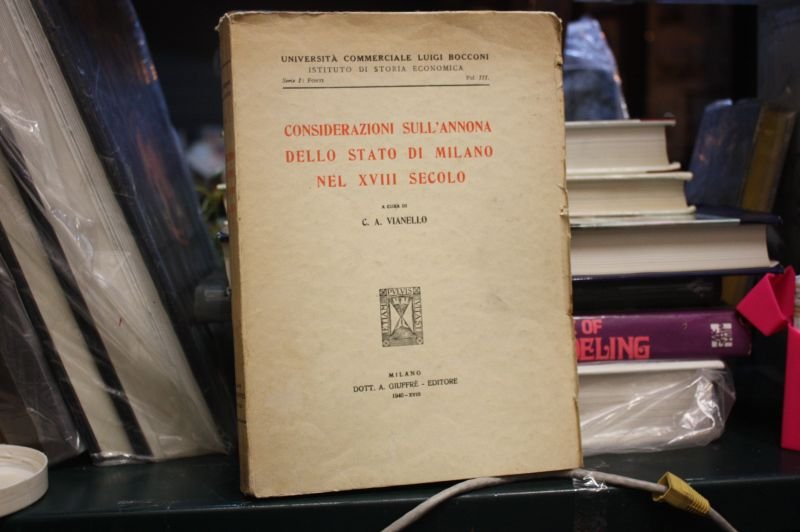 UNIVERSITÀ COMMERCIALE LUIGI BOCCONI
ISTITUTO DI STORIA ECONOMICA
Serie I: FONTI Vol. III.
CONSIDERAZIONI SULL'ANNONA
DELLO STATO DI MILANO
NEL XVIII SECOLO
A CURA DI
C. A. VIANELLO
PVLVIS
MILANO
DOTT. A. GIUFFRÈ - EDITORE
1940 - XVIII
OF
ELING